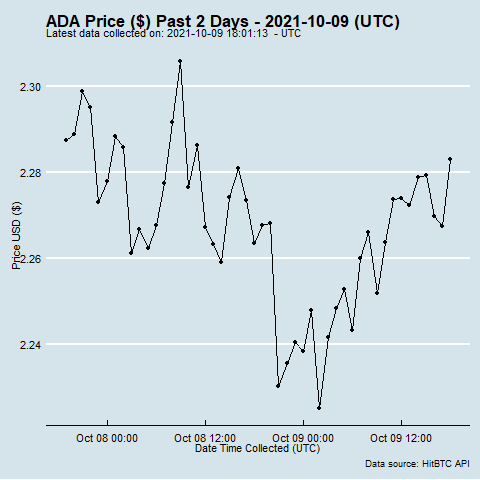 ADA Price ($) Past 2 Days - 2021-10-09 (UTC)
Latest data collected on: 2021-10-09 18:01:13  - UTC
2.30
2.28
2.26
2.24
Price USD ($)
Oct 08 00:00 Oct 08 12:00 Oct 09 00:00 Oct 09 12:00
Date Time Collected (UTC)
Data source: HitBTC API